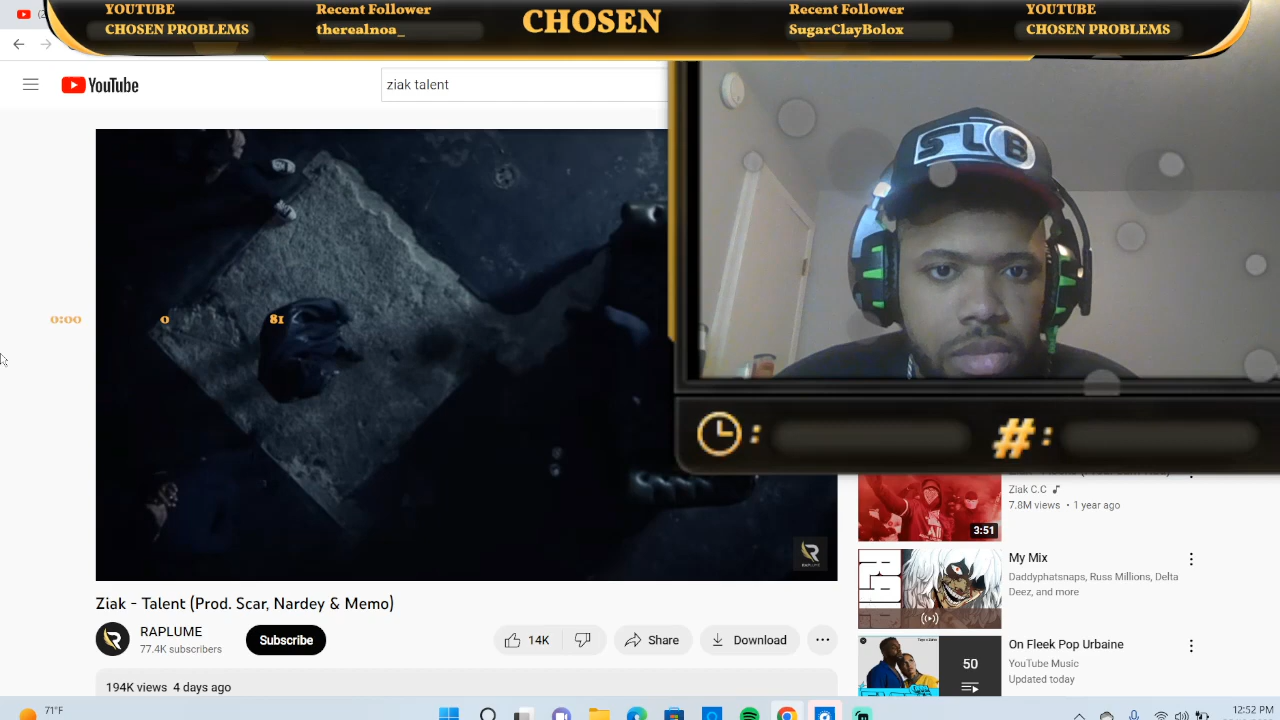 YOUTUBE
CHOSEN PROBLEMS
Recent Follower
therealnoa_
CHOSEN
Recent Follower
SugarClayBolox
YOUTUBE
CHOSEN PROBLEMS
YouTube
ziak talent
SLB
0:00
0
81
:
# :
R
RAPLUME
Ziak C.C
7.8M views • 1 year ago
3:51
My Mix
Daddyphatsnaps, Russ Millions, Delta
Deez, and more
Ziak - Talent (Prod. Scar, Nardey & Memo)
RAPLUME
77.4K subscribers
Subscribe
14K
Share
Download
On Fleek Pop Urbaine
YouTube Music
Updated today
50
194K views 4 days ago
71°F
12:52 PM